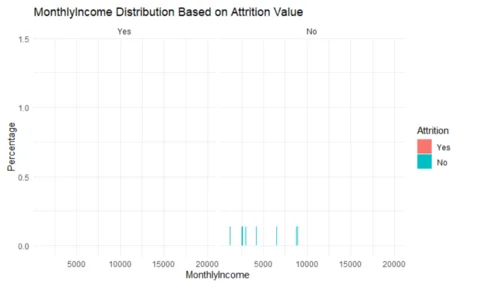 MonthlyIncome Distribution Based on Attrition Value
Yes No
1.5
1.0
0.5
0.0
Percentage
5000 10000 15000 20000 5000 10000 15000 20000
MonthlyIncome
Attrition
Yes
No